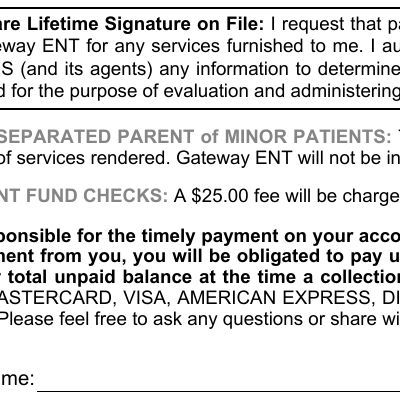 re Lifetime Signature on File: I request that p
eway ENT for any services furnished to me. I au
S (and its agents) any information to determine
d for the purpose of evaluation and administering
SEPARATED PARENT of MINOR PATIENTS:
of services rendered. Gateway ENT will not be in
NT FUND CHECKS: A $25.00 fee will be charge
ponsible for the timely payment on your acco
ment from you, you will be obligated to pay u
total unpaid balance at the time a collection
ASTERCARD, VISA, AMERICAN EXPRESS, DI
Please feel free to ask any questions or share wi
me: